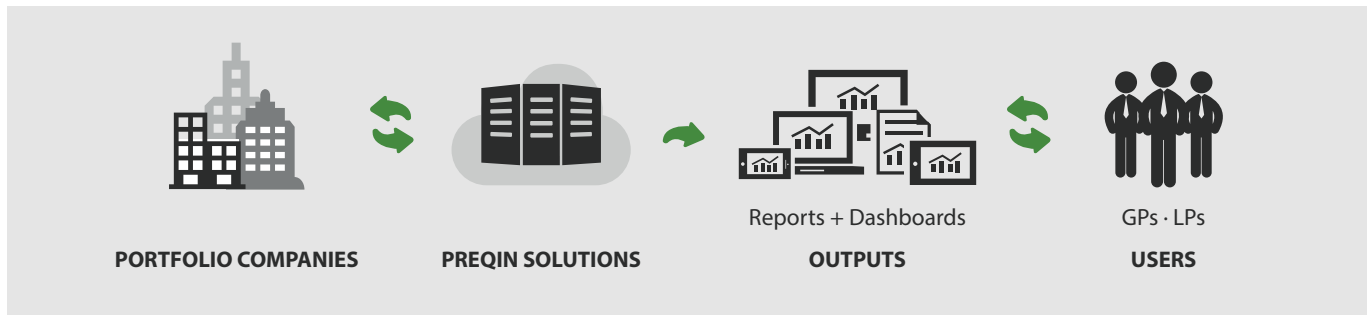 Reports + Dashboards
GPs · LPs
PORTFOLIO COMPANIES
PREQIN SOLUTIONS
OUTPUTS
USERS